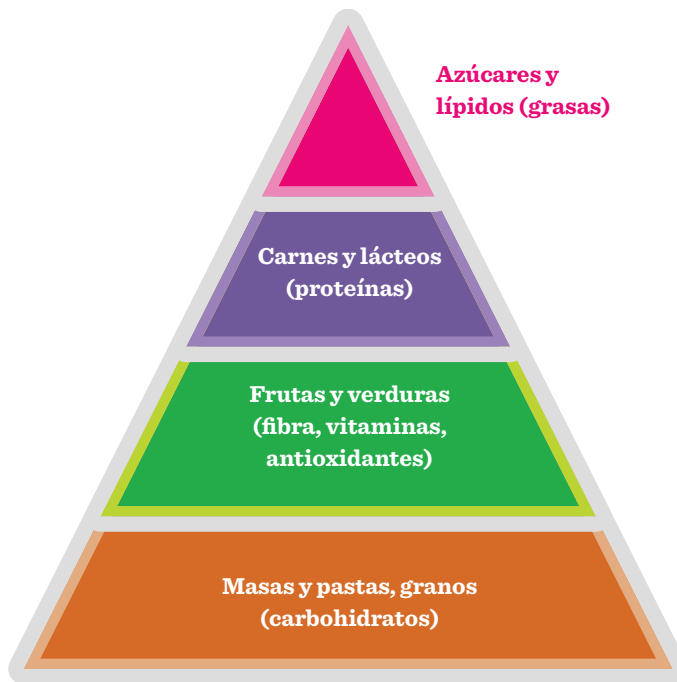 Azúcares y
lípidos (grasas)
Carnes y lácteos
(proteínas)
Frutas y verduras
(fibra, vitaminas,
antioxidantes)
Masas y pastas, granos
(carbohidratos)